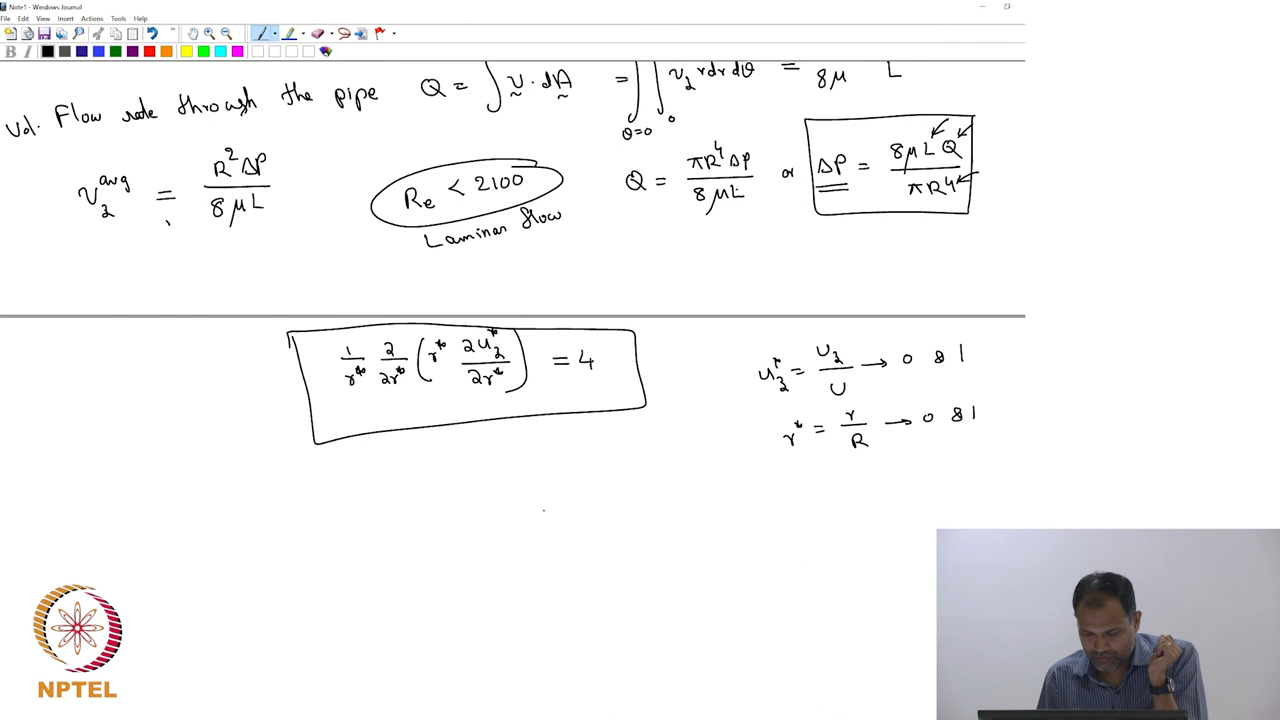 Note1 - Windows Journal
File Edit View Insert Actions Tools Help
B I
Vol. Flow rate through the pipe Q = ∫ v · dA = ∫∫ v_z r dr dθ = 8μ L
θ=0 0
v_z^avg = R²ΔP / 8μL
Re < 2100
Laminar flow
Q = πR⁴ΔP / 8μL or ΔP = 8μLQ / πR⁴
1/r* ∂/∂r* (r* ∂u_z*/∂r*) = 4
u_z* = u_z / U → 0 & 1
r* = r / R → 0 & 1
NPTEL